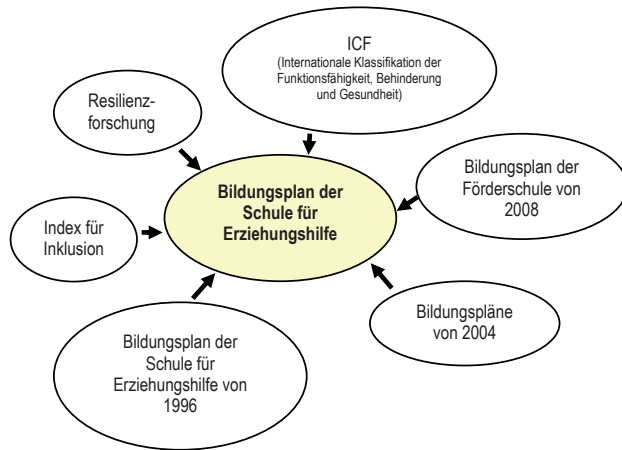 ICF
(Internationale Klassifikation der
Funktionsfähigkeit, Behinderung
und Gesundheit)
Resilienz-
forschung
Bildungsplan der
Förderschule von
2008
Bildungsplan der
Schule für
Erziehungshilfe
Index für
Inklusion
Bildungspläne
von 2004
Bildungsplan der
Schule für
Erziehungshilfe von
1996